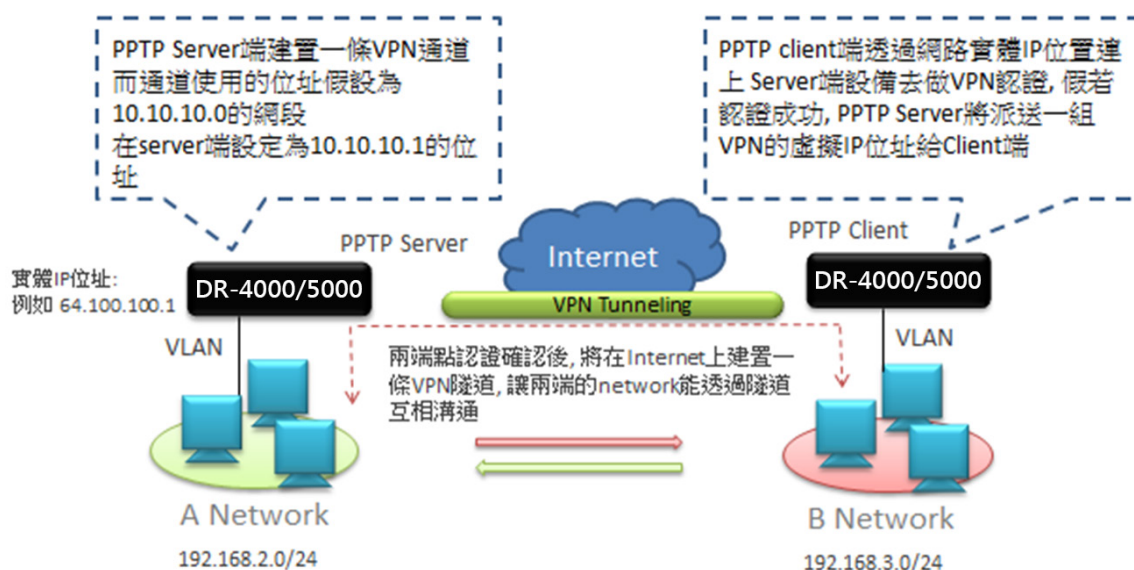 PPTP Server端建置一條VPN通道
而通道使用的位址假設為
10.10.10.0的網段
在server端設定為10.10.10.1的位
址
PPTP client端透過網路實體IP位置連
上 Server端設備去做VPN認證, 假若
認證成功, PPTP Server將派送一組
VPN的虛擬IP位址給Client端
PPTP Server
Internet
PPTP Client
實體IP位址:
例如 64.100.100.1
DR-4000/5000
DR-4000/5000
VPN Tunneling
VLAN
VLAN
兩端點認證確認後, 將在Internet上建置一
條VPN隧道, 讓兩端的network能透過隧道
互相溝通
A Network
B Network
192.168.2.0/24
192.168.3.0/24